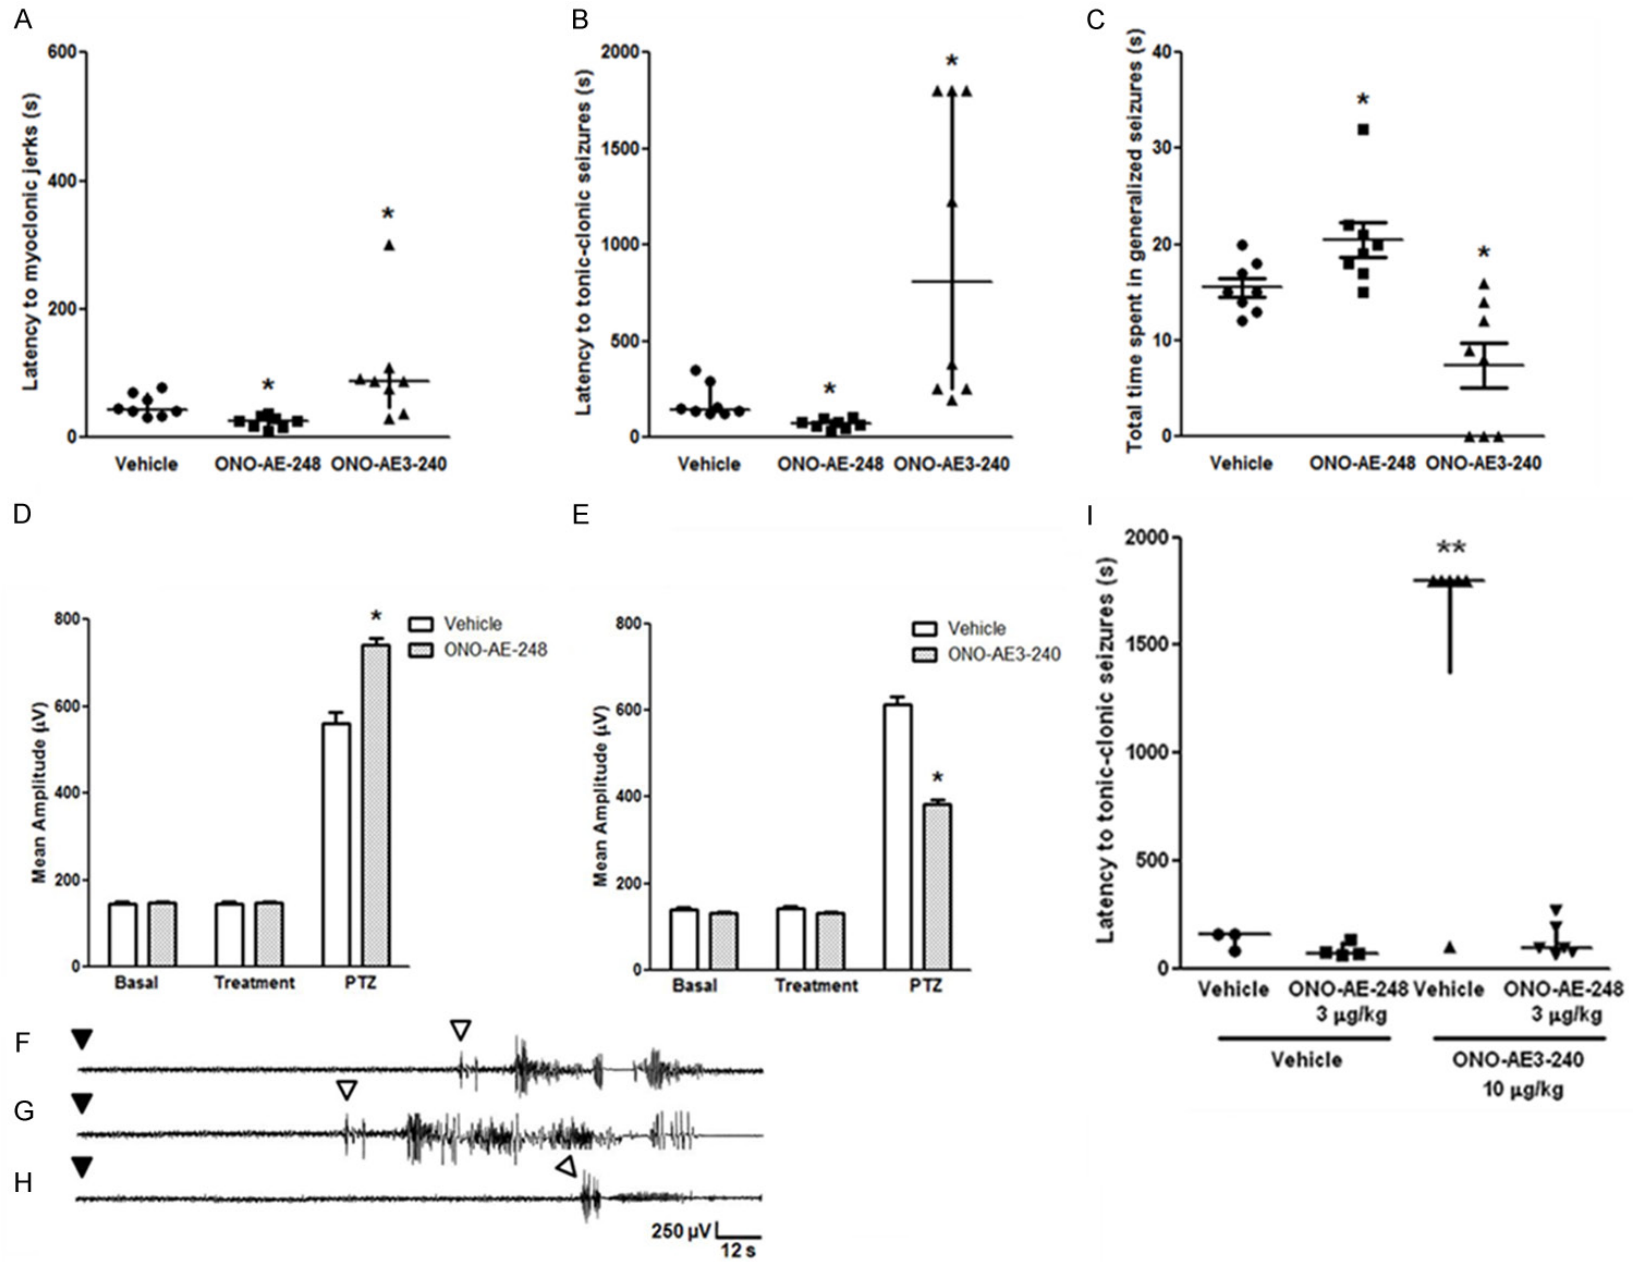 A
Latency to myoclonic jerks (s)
600
400
200
0
*
*
Vehicle ONO-AE-248 ONO-AE3-240
B
Latency to tonic-clonic seizures (s)
2000
1500
1000
500
0
*
*
Vehicle ONO-AE-248 ONO-AE3-240
C
Total time spent in generalized seizures (s)
40
30
20
10
0
*
*
Vehicle ONO-AE-248 ONO-AE3-240
D
Mean Amplitude (µV)
800
600
400
200
0
*
Vehicle
ONO-AE-248
Basal Treatment PTZ
E
Mean Amplitude (µV)
800
600
400
200
0
*
Vehicle
ONO-AE3-240
Basal Treatment PTZ
F
G
H
250 µV
12 s
I
Latency to tonic-clonic seizures (s)
2000
1500
1000
500
0
**
Vehicle ONO-AE-248 Vehicle ONO-AE-248
3 µg/kg 3 µg/kg
Vehicle ONO-AE3-240
10 µg/kg